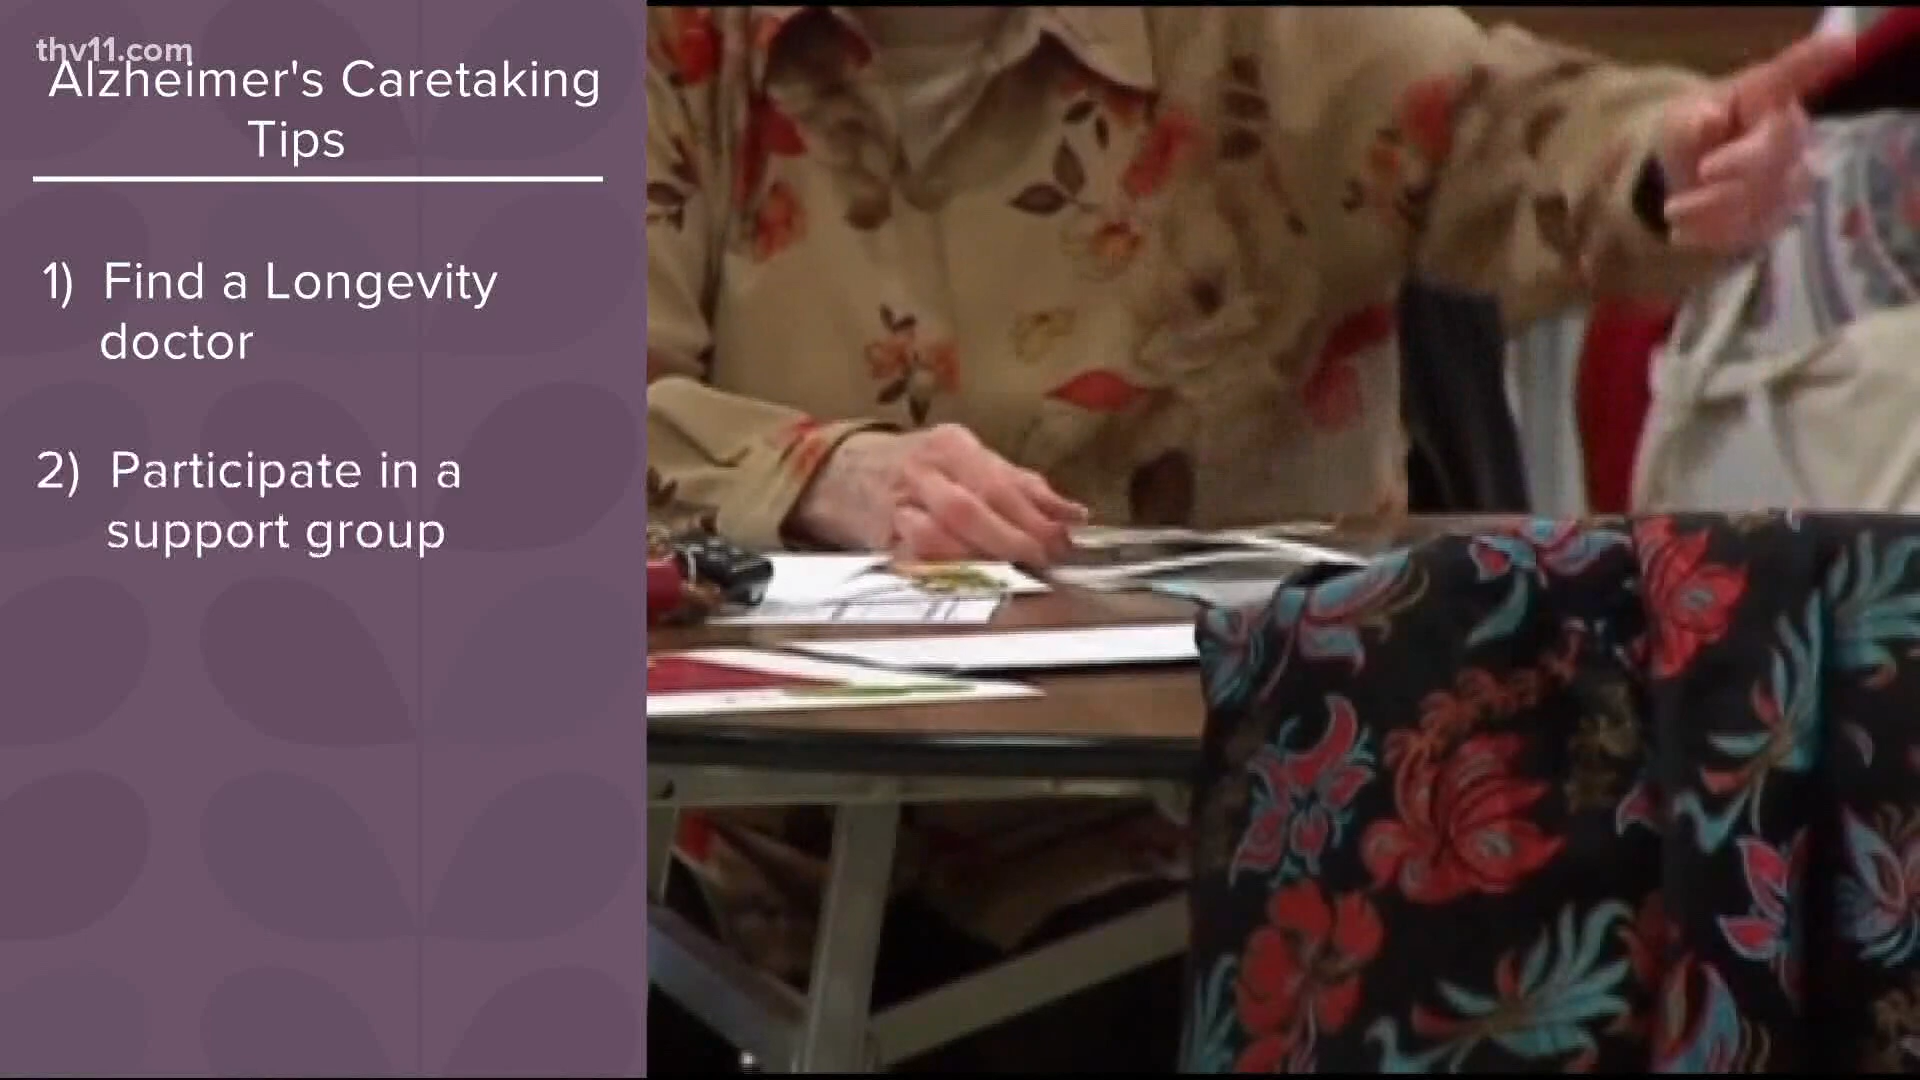 thv11.com
Alzheimer's Caretaking
Tips
1) Find a Longevity
doctor
2) Participate in a
support group